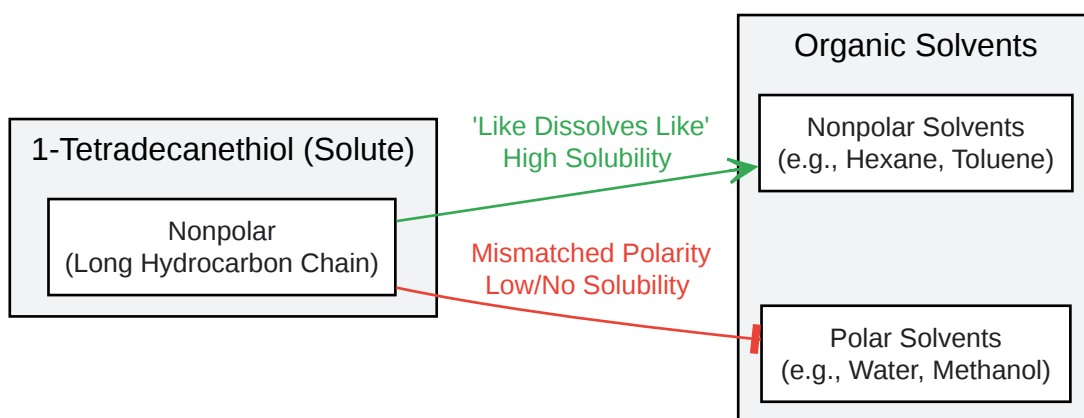 1-Tetradecanethiol (Solute)
Nonpolar
(Long Hydrocarbon Chain)
'Like Dissolves Like'
High Solubility
Mismatched Polarity
Low/No Solubility
Organic Solvents
Nonpolar Solvents
(e.g., Hexane, Toluene)
Polar Solvents
(e.g., Water, Methanol)